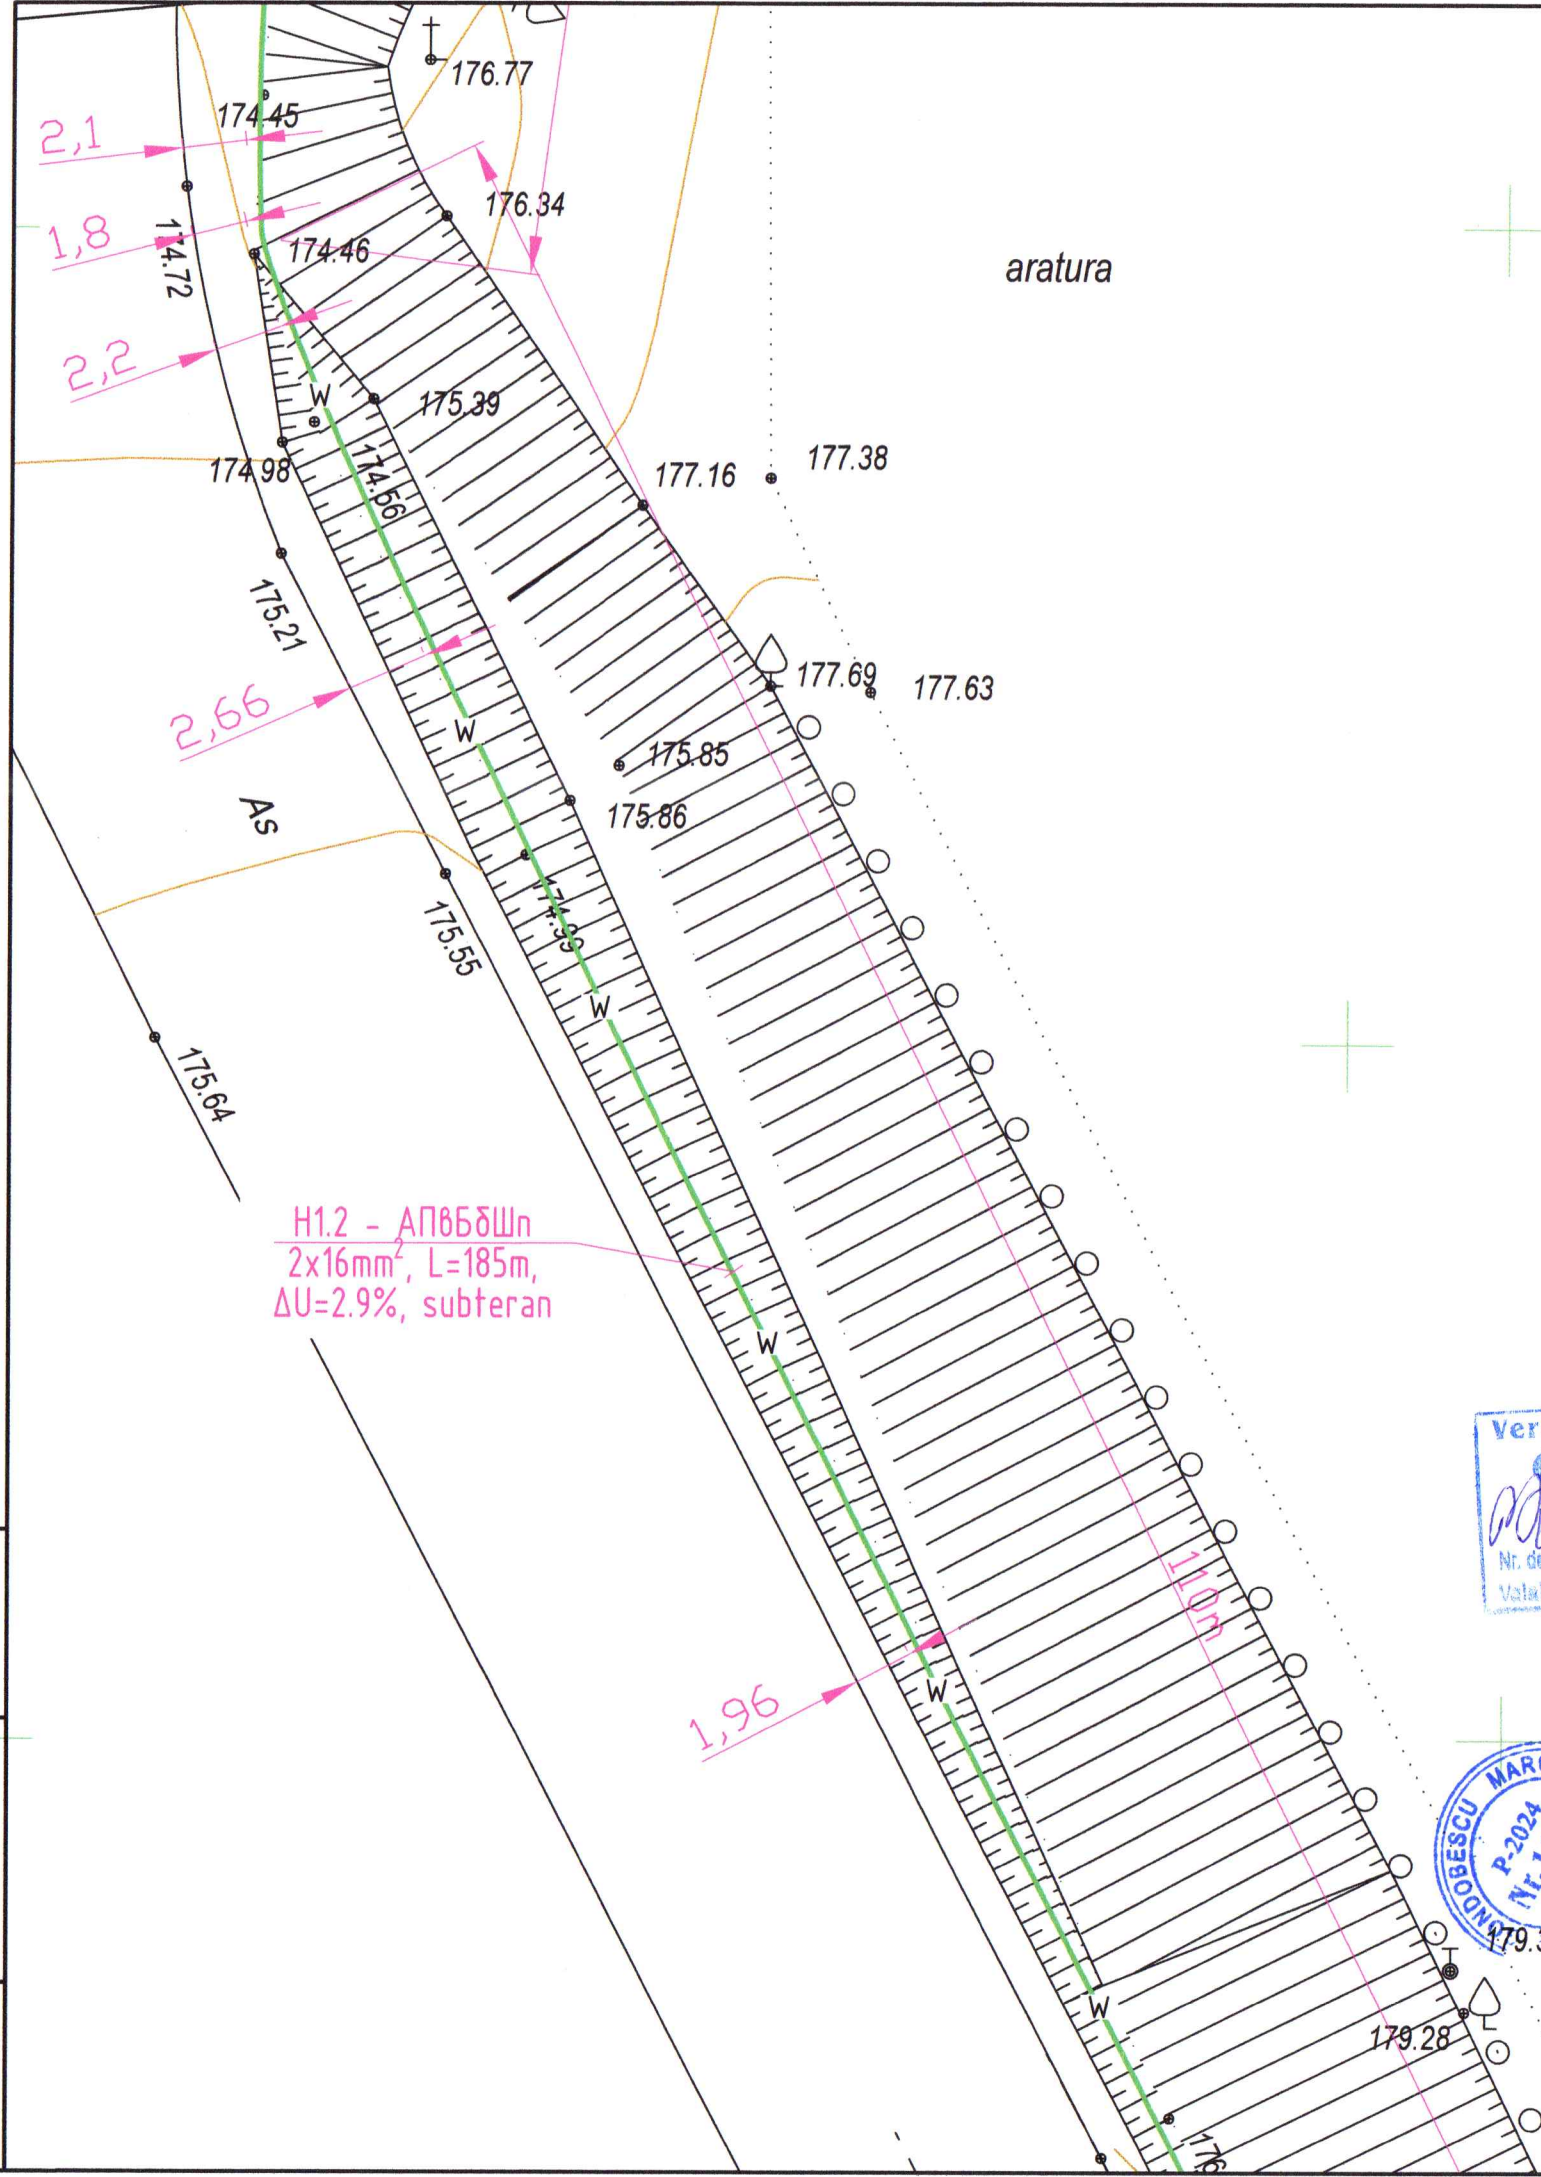 176.77
174.45
2,1
176.34
1,8
174.46
174.72
aratura
2,2
W
175.39
177.38
174.98
174.56
177.16
175.21
177.69
177.63
2,66
W
175.85
As
175.86
174.99
175.55
W
175.64
H1.2 - АПвБбШп
2x16mm², L=185m,
ΔU=2.9%, subteran
W
110m
W
1,96
P-2024
W
T
179.28